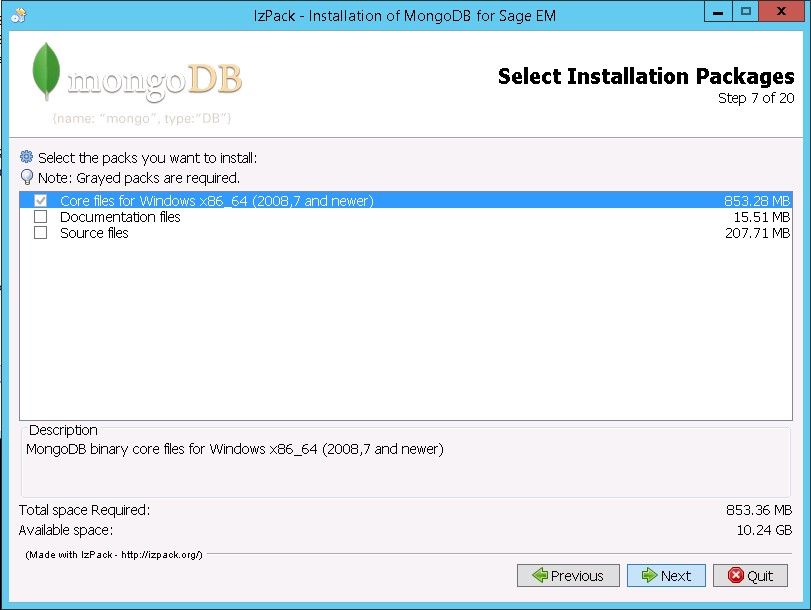 IzPack - Installation of MongoDB for Sage EM
mongoDB
{name: “mongo”, type:“DB”}
Select Installation Packages
Step 7 of 20
Select the packs you want to install:
Note: Grayed packs are required.
Core files for Windows x86_64 (2008,7 and newer) 853.28 MB
Documentation files 15.51 MB
Source files 207.71 MB
Description
MongoDB binary core files for Windows x86_64 (2008,7 and newer)
Total space Required: 853.36 MB
Available space: 10.24 GB
(Made with IzPack - http://izpack.org/)
Previous Next Quit